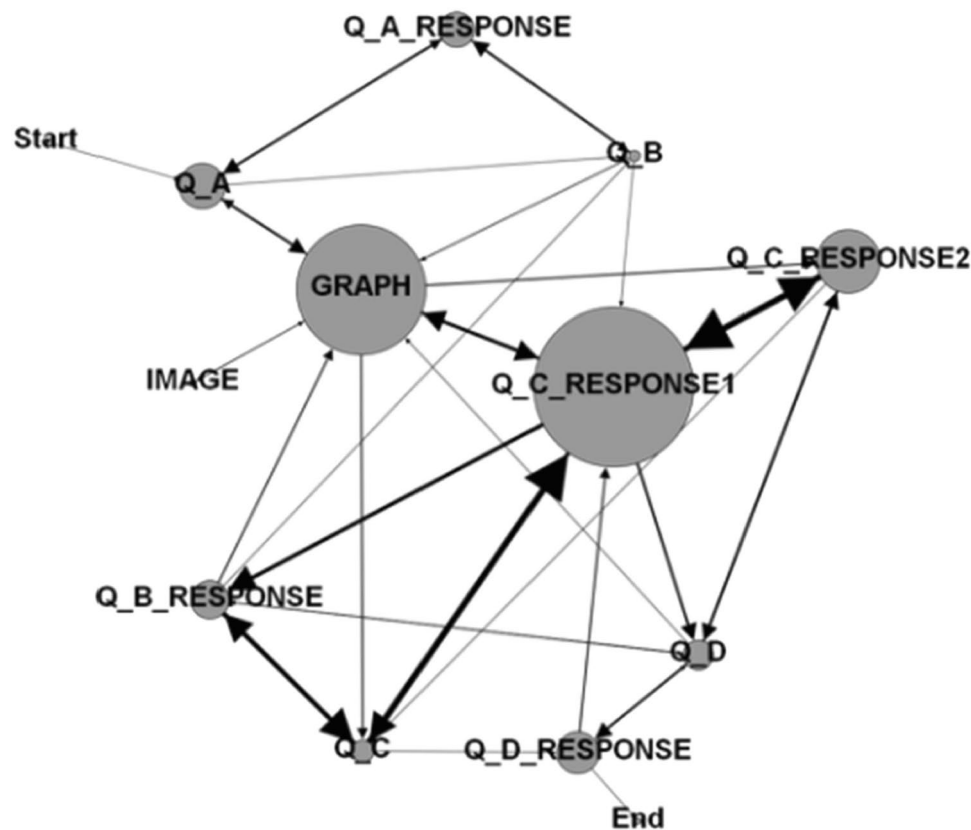 Q_A_RESPONSE
Start
Q_B
Q_A
Q_C_RESPONSE2
GRAPH
IMAGE
Q_C_RESPONSE1
Q_B_RESPONSE
Q_D
Q_C
Q_D_RESPONSE
End